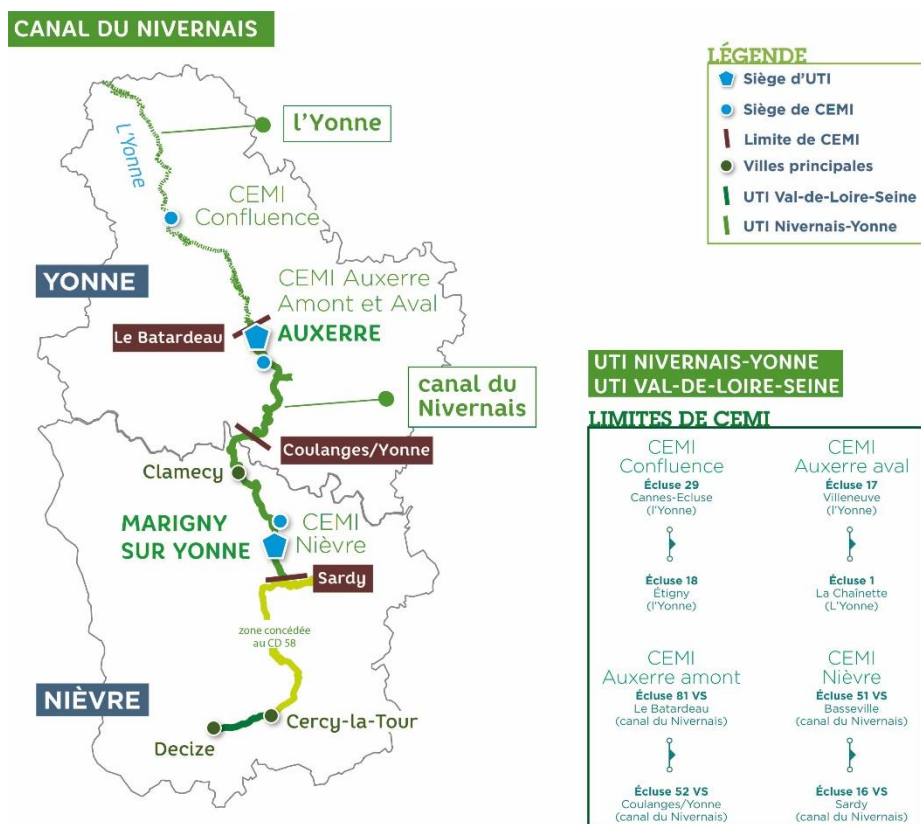 CANAL DU NIVERNAIS
l'Yonne
L'Yonne
CEMI
Confluence
YONNE
CEMI Auxerre
Amont et Aval
Le Batardeau
AUXERRE
canal du
Nivernais
Coulanges/Yonne
Clamecy
MARIGNY
SUR YONNE
CEMI
Nièvre
Sardy
zone concédée
au CD 58
NIÈVRE
Cercy-la-Tour
Decize
LÉGENDE
Siège d'UTI
Siège de CEMI
Limite de CEMI
Villes principales
UTI Val-de-Loire-Seine
UTI Nivernais-Yonne
UTI NIVERNAIS-YONNE
UTI VAL-DE-LOIRE-SEINE
LIMITES DE CEMI
CEMI
Confluence
Écluse 29
Cannes-Ecluse
(l'Yonne)
Écluse 18
Étigny
(l'Yonne)
CEMI
Auxerre aval
Écluse 17
Villeneuve
(l'Yonne)
Écluse 1
La Chaînette
(L'Yonne)
CEMI
Auxerre amont
Écluse 81 VS
Le Batardeau
(canal du Nivernais)
Écluse 52 VS
Coulanges/Yonne
(canal du Nivernais)
CEMI
Nièvre
Écluse 51 VS
Basseville
(canal du Nivernais)
Écluse 16 VS
Sardy
(canal du Nivernais)